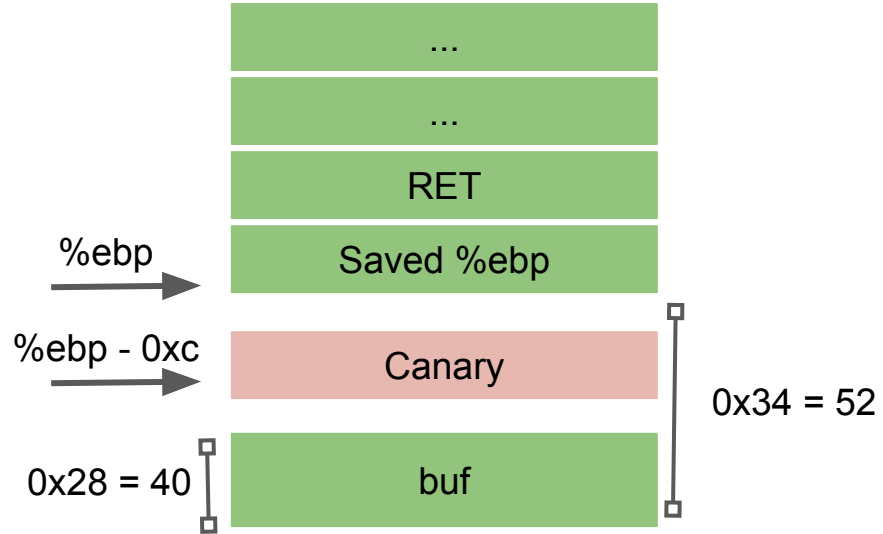 ...
...
RET
%ebp
Saved %ebp
%ebp - 0xc
Canary
0x34 = 52
0x28 = 40
buf